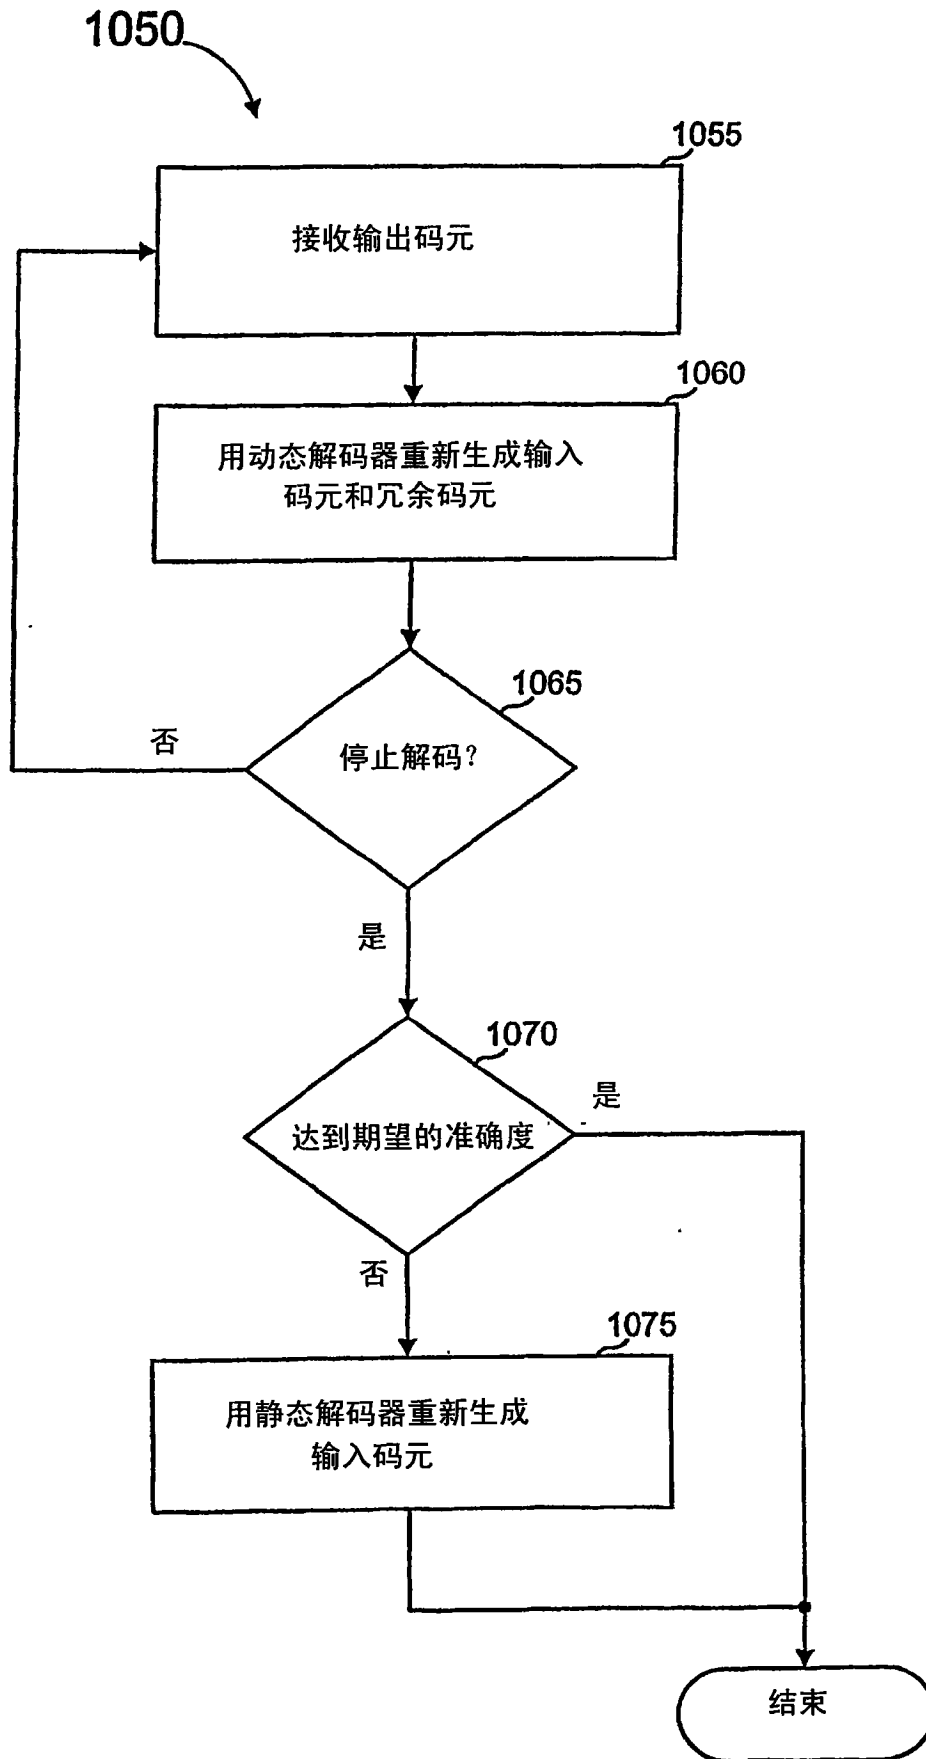 1050
1055
接收输出码元
1060
用动态解码器重新生成输入
码元和冗余码元
1065
停止解码?
否
是
1070
达到期望的准确度
是
否
1075
用静态解码器重新生成
输入码元
结束